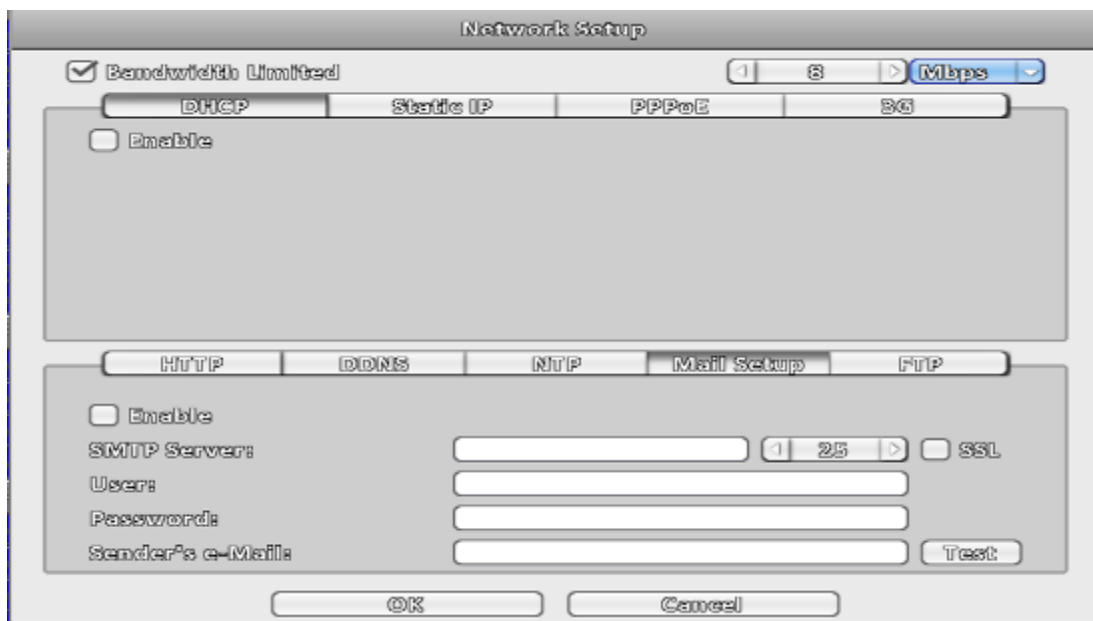 Network Setup
Bandwidth Limited 8 Mbps
DHCP Static IP PPPoE 3G
Enable
HTTP DDNS NTP Mail Setup FTP
Enable
SMTP Server: 25 SSL
User:
Password:
Sender's e-Mail: Test
OK Cancel